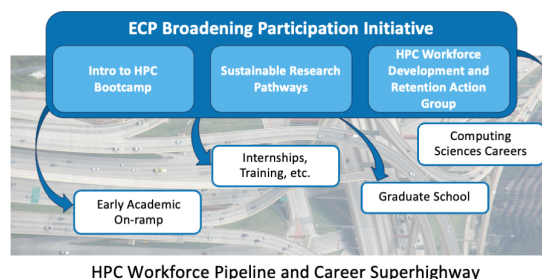 ECP Broadening Participation Initiative
Intro to HPC
Bootcamp
Sustainable Research
Pathways
HPC Workforce
Development and
Retention Action
Group
Computing
Sciences Careers
Internships,
Training, etc.
Graduate School
Early Academic
On-ramp
HPC Workforce Pipeline and Career Superhighway